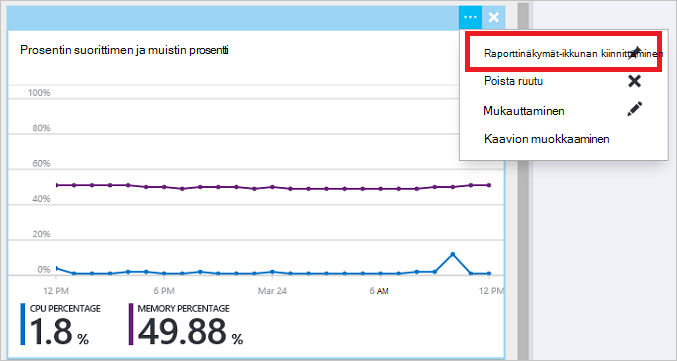 ...
Prosentin suorittimen ja muistin prosentti
Raporttinäkymät-ikkunan kiinnittäminen
Poista ruutu
Mukauttaminen
Kaavion muokkaaminen
100%
80%
60%
40%
20%
0%
12 PM 6 PM Mar 24 6 AM 12 PM
CPU PERCENTAGE MEMORY PERCENTAGE
1.8 % 49.88 %